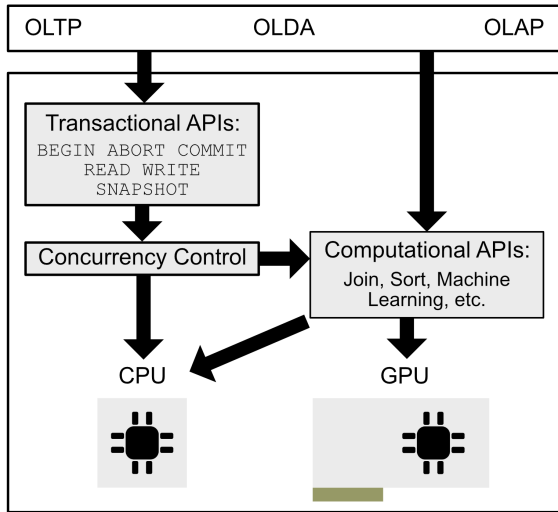 OLTP OLDA OLAP
Transactional APIs:
BEGIN ABORT COMMIT
READ WRITE
SNAPSHOT
Concurrency Control
Computational APIs:
Join, Sort, Machine
Learning, etc.
CPU GPU